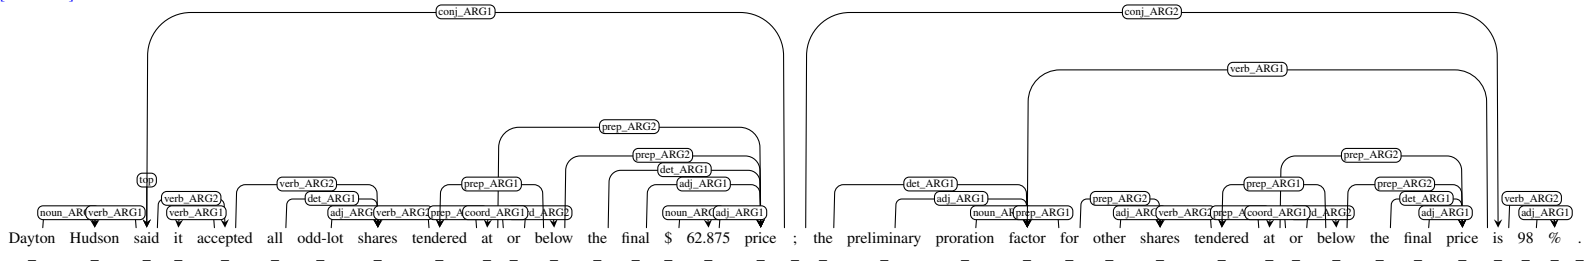 conj_ARG1 conj_ARG2
verb_ARG1
prep_ARG2
prep_ARG2 prep_ARG2
det_ARG1
top verb_ARG2 adj_ARG1 prep_ARG1 det_ARG1 prep_ARG1 prep_ARG2
verb_ARG2 det_ARG1 adj_ARG1 prep_ARG2 det_ARG1 verb_ARG2
verb_ARG1 verb_ARG1 verb_ARG2 coord_ARG1 adj_ARG1 prep_ARG1 verb_ARG2 coord_ARG1 adj_ARG1 adj_ARG1
Dayton Hudson said it accepted all odd-lot shares tendered at or below the final $ 62.875 price ; the preliminary proration factor for other shares tendered at or below the final price is 98 % .